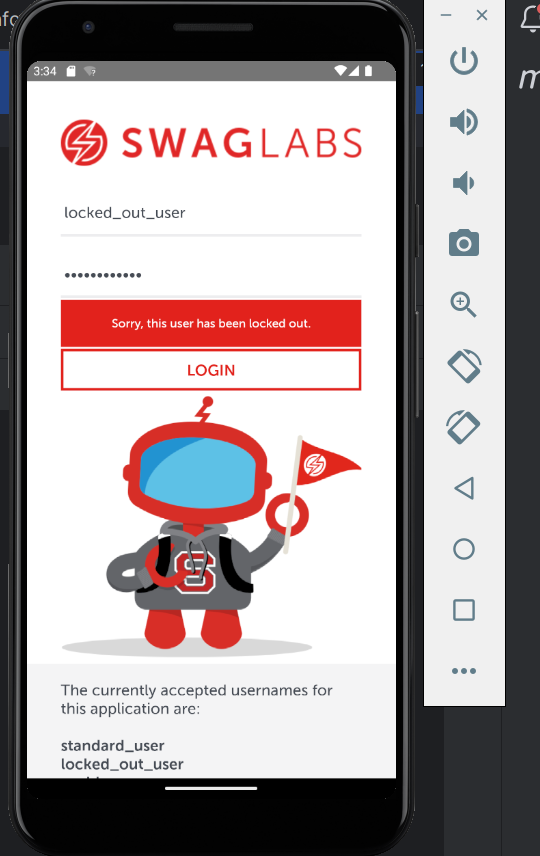 3:34
SWAGLABS
locked_out_user
••••••••••••
Sorry, this user has been locked out.
LOGIN
S
The currently accepted usernames for
this application are:
standard_user
locked_out_user